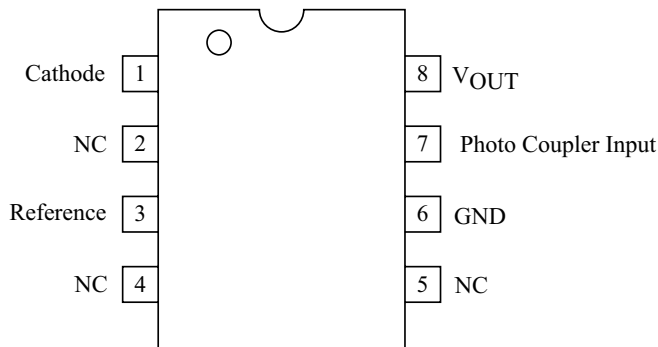 Cathode 1 8 VOUT
NC 2 7 Photo Coupler Input
Reference 3 6 GND
NC 4 5 NC